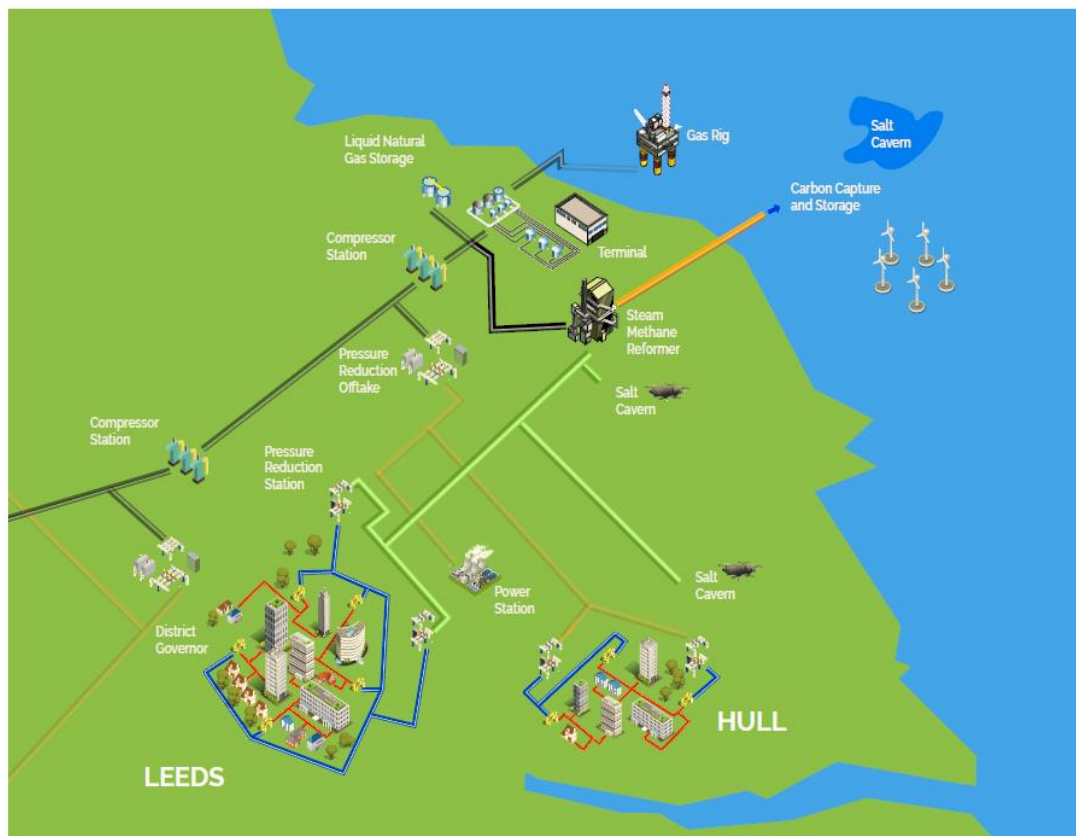 Gas Rig
Salt
Cavern
Liquid Natural
Gas Storage
Carbon Capture
and Storage
Compressor
Station
Terminal
Steam
Methane
Reformer
Pressure
Reduction
Offtake
Salt
Cavern
Compressor
Station
Pressure
Reduction
Station
Salt
Cavern
Power
Station
District
Governor
HULL
LEEDS